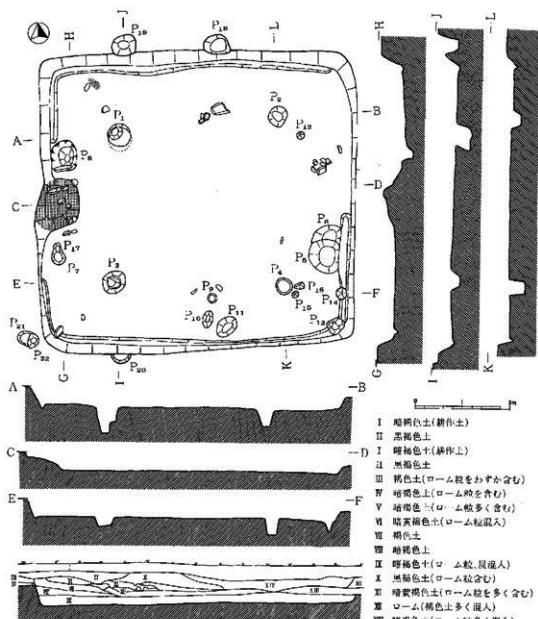 J
P19
P18
H
L
P1
P2
B
P12
A
P8
D
C
P6
P5
P17
P7
P3
P4
P16
E
P9
P15
P14
F
P10
P11
P13
P21
P22
P20
G
I
K
H
J
L
G
I
K
A
B
C
D
E
F
I 暗褐色土(耕作土)
II 黒褐色土
I 暗褐色土(耕作土)
II 黒褐色土
III 褐色土(ローム粒をわずか含む)
IV 暗褐色土(ローム粒を含む)
V 暗褐色土(ローム粒多く含む)
VI 暗黄褐色土(ローム粒混入)
VII 褐色土
VIII 暗褐色土
IX 暗褐色土(ローム粒、灰混入)
X 黒褐色土(ローム粒含む)
XI 暗黄褐色土(ローム粒を多く含む)
XII ローム(褐色土多く混入)